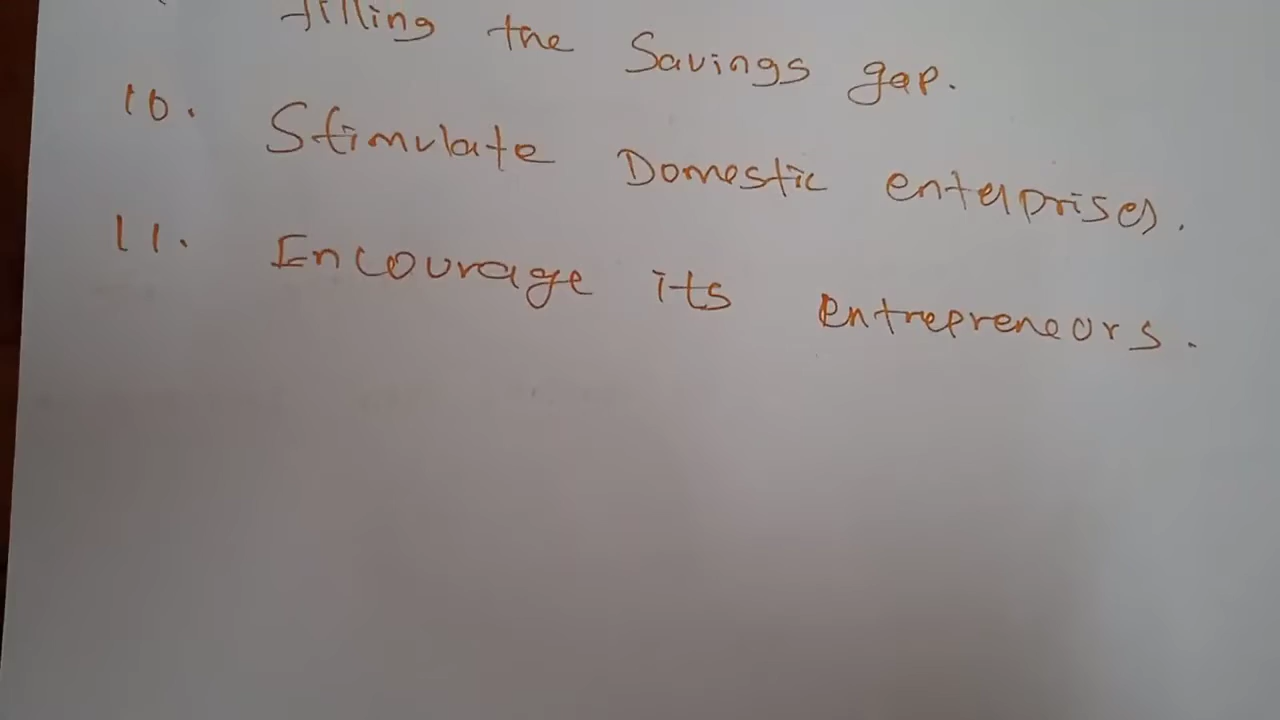 filling the Savings gap.
10. Stimulate Domestic enterprises.
11. Encourage its entrepreneurs.